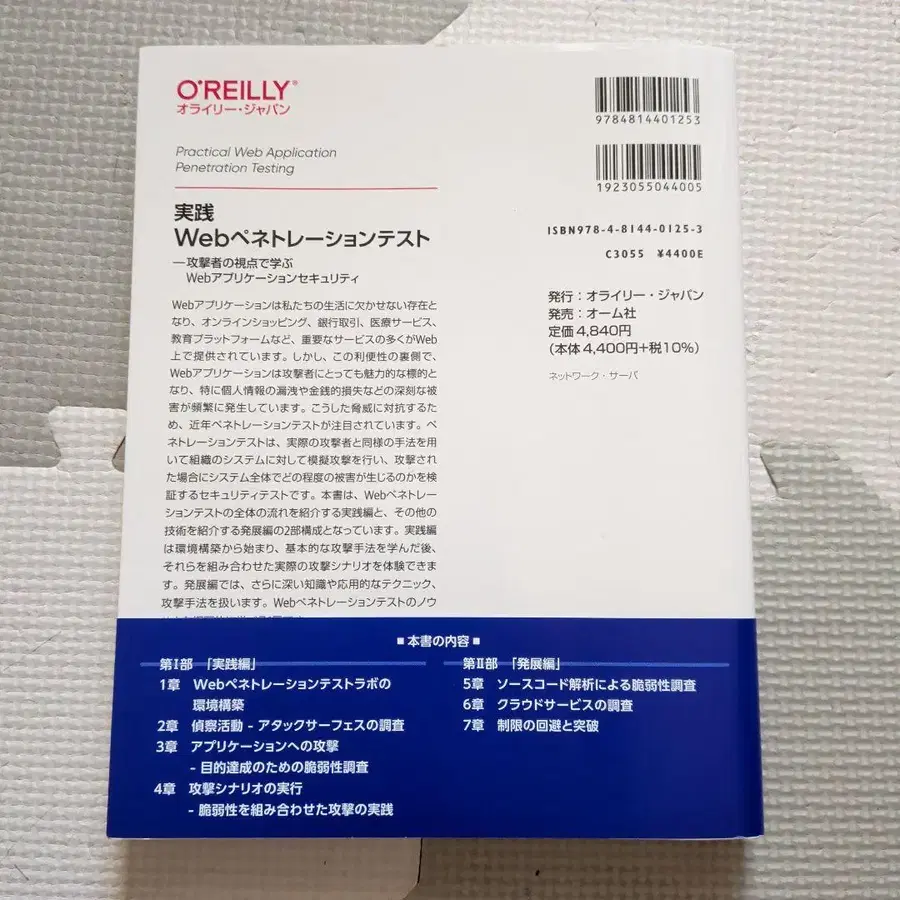 O'REILLY®
オライリー・ジャパン
Practical Web Application
Penetration Testing
実践
Webペネトレーションテスト
―攻撃者の視点で学ぶ
Webアプリケーションセキュリティ
Webアプリケーションは私たちの生活に欠かせない存在と
なり、オンラインショッピング、銀行取引、医療サービス、
教育プラットフォームなど、重要なサービスの多くがWeb
上で提供されています。しかし、この利便性の裏側で、
Webアプリケーションは攻撃者にとっても魅力的な標的と
なり、特に個人情報の漏洩や金銭的損失などの深刻な被
害が頻繁に発生しています。こうした脅威に対抗するた
め、近年ペネトレーションテストが注目されています。ペ
ネトレーションテストは、実際の攻撃者と同様の手法を用
いて組織のシステムに対して模擬攻撃を行い、攻撃され
た場合にシステム全体でどの程度の被害が生じるのかを検
証するセキュリティテストです。本書は、Webペネトレー
ションテストの全体の流れを紹介する実践編と、その他の
技術を紹介する発展編の2部構成となっています。実践編
は環境構築から始まり、基本的な攻撃手法を学んだ後、
それらを組み合わせた実際の攻撃シナリオを体験できま
す。発展編では、さらに深い知識や応用的なテクニック、
攻撃手法を扱います。Webペネトレーションテストのノウ
9784814401253
1923055044005
ISBN978-4-8144-0125-3
C3055 ¥4400E
発行：オライリー・ジャパン
発売：オーム社
定価4,840円
（本体4,400円+税10%）
ネットワーク・サーバ
■ 本書の内容 ■
第Ⅰ部 「実践編」
1章 Webペネトレーションテストラボの
環境構築
2章 偵察活動 - アタックサーフェスの調査
3章 アプリケーションへの攻撃
- 目的達成のための脆弱性調査
4章 攻撃シナリオの実行
- 脆弱性を組み合わせた攻撃の実践
第Ⅱ部 「発展編」
5章 ソースコード解析による脆弱性調査
6章 クラウドサービスの調査
7章 制限の回避と突破